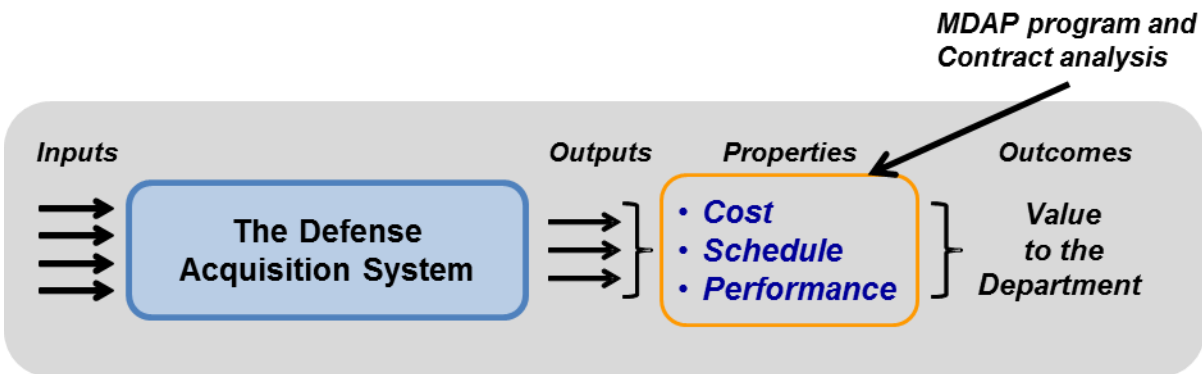 MDAP program and
Contract analysis
Inputs
Outputs
Properties
Outcomes
The Defense
Acquisition System
• Cost
• Schedule
• Performance
Value
to the
Department